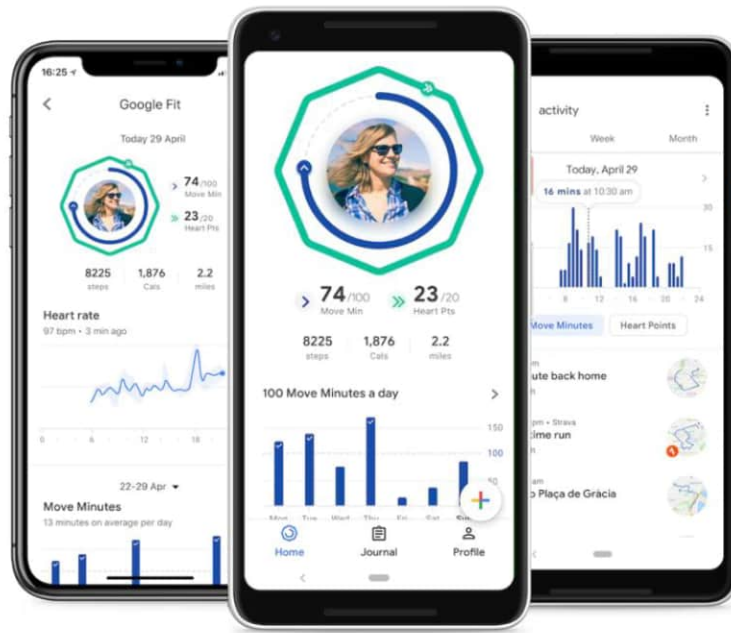 16:25
Google Fit
Today 29 April
74/100
Move Min
23/20
Heart Pts
8225 1,876 2.2
steps Cals miles
Heart rate
97 bpm • 3 min ago
0 6 12 18
22-29 Apr
Move Minutes
13 minutes on average per day
74/100 23/20
Move Min Heart Pts
8225 1,876 2.2
steps Cals miles
100 Move Minutes a day
150
100
50
Mon Tue Wed Thu Fri Sat Sun
Home Journal Profile
activity
Week Month
Today, April 29
16 mins at 10:30 am
30
15
8 12 16 20 24
Move Minutes Heart Points
ute back home
pm • Strava
time run
am
o Plaça de Gràcia